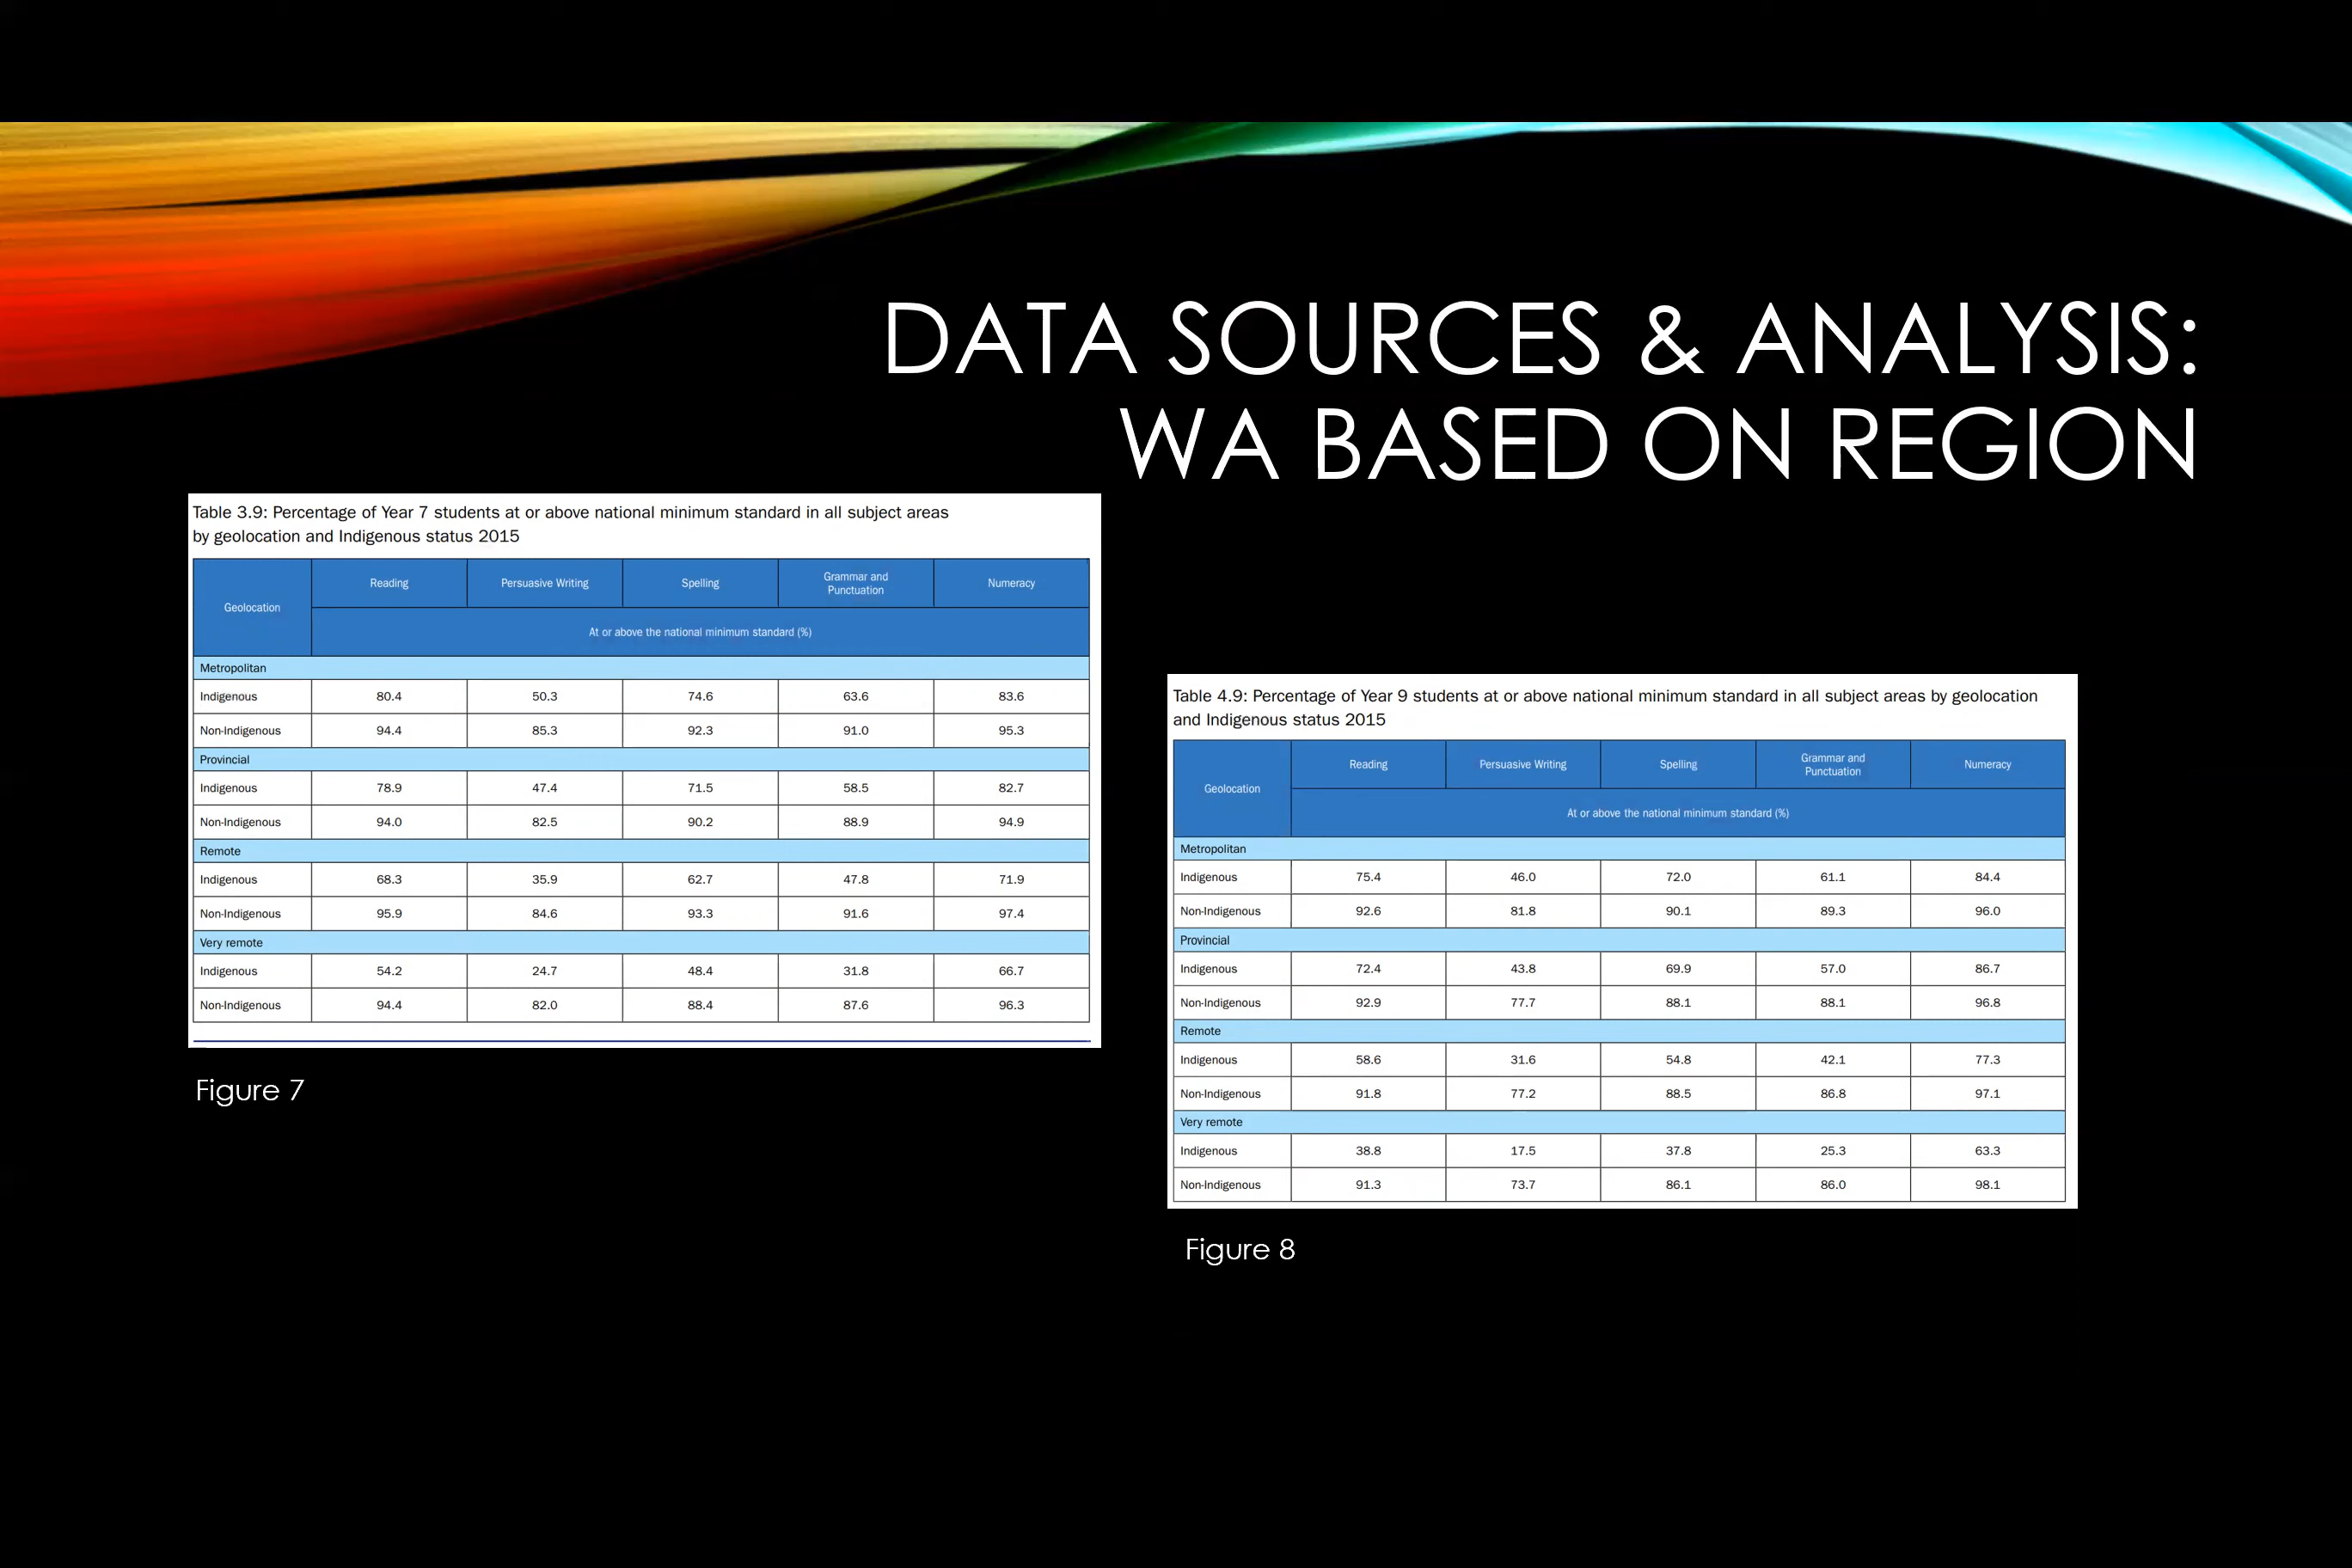 DATA SOURCES & ANALYSIS:
WA BASED ON REGION
Table 3.9: Percentage of Year 7 students at or above national minimum standard in all subject areas
by geolocation and Indigenous status 2015
Geolocation Reading Persuasive Writing Spelling Grammar and Punctuation Numeracy
At or above the national minimum standard (%)
Metropolitan
Indigenous 80.4 50.3 74.6 63.6 83.6
Non-Indigenous 94.4 85.3 92.3 91.0 95.3
Provincial
Indigenous 78.9 47.4 71.5 58.5 82.7
Non-Indigenous 94.0 82.5 90.2 88.9 94.9
Remote
Indigenous 68.3 35.9 62.7 47.8 71.9
Non-Indigenous 95.9 84.6 93.3 91.6 97.4
Very remote
Indigenous 54.2 24.7 48.4 31.8 66.7
Non-Indigenous 94.4 82.0 88.4 87.6 96.3
Figure 7
Table 4.9: Percentage of Year 9 students at or above national minimum standard in all subject areas by geolocation
and Indigenous status 2015
Geolocation Reading Persuasive Writing Spelling Grammar and Punctuation Numeracy
At or above the national minimum standard (%)
Metropolitan
Indigenous 75.4 46.0 72.0 61.1 84.4
Non-Indigenous 92.6 81.8 90.1 89.3 96.0
Provincial
Indigenous 72.4 43.8 69.9 57.0 86.7
Non-Indigenous 92.9 77.7 88.1 88.1 96.8
Remote
Indigenous 58.6 31.6 54.8 42.1 77.3
Non-Indigenous 91.8 77.2 88.5 86.8 97.1
Very remote
Indigenous 38.8 17.5 37.8 25.3 63.3
Non-Indigenous 91.3 73.7 86.1 86.0 98.1
Figure 8